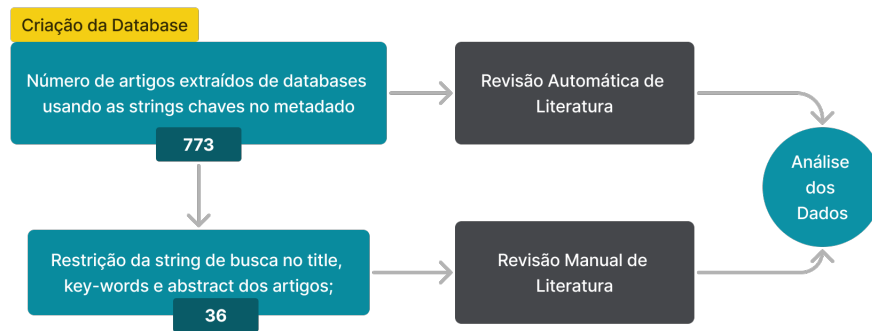 Criação da Database
Número de artigos extraídos de databases
usando as strings chaves no metadado
773
Revisão Automática de
Literatura
Análise
dos
Dados
Restrição da string de busca no title,
key-words e abstract dos artigos;
36
Revisão Manual de
Literatura